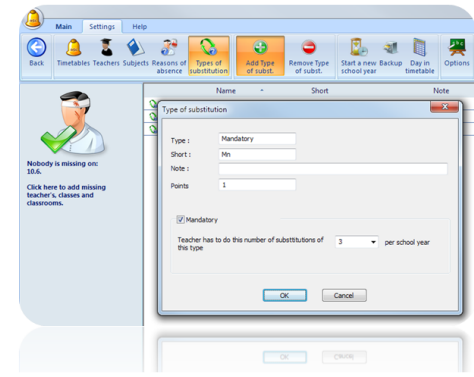 Main Settings Help
Back Timetables Teachers Subjects Reasons of absence Types of substitution Add Type of subst. Remove Type of subst. Start a new school year Backup Day in timetable Options
Name Short Note
Type of substitution
Type : Mandatory
Short : Mn
Note :
Points 1
Mandatory
Teacher has to do this number of substitutions of this type 3 per school year
OK Cancel
Nobody is missing on:
10.6.
Click here to add missing
teacher's, classes and
classrooms.
OK Cancel